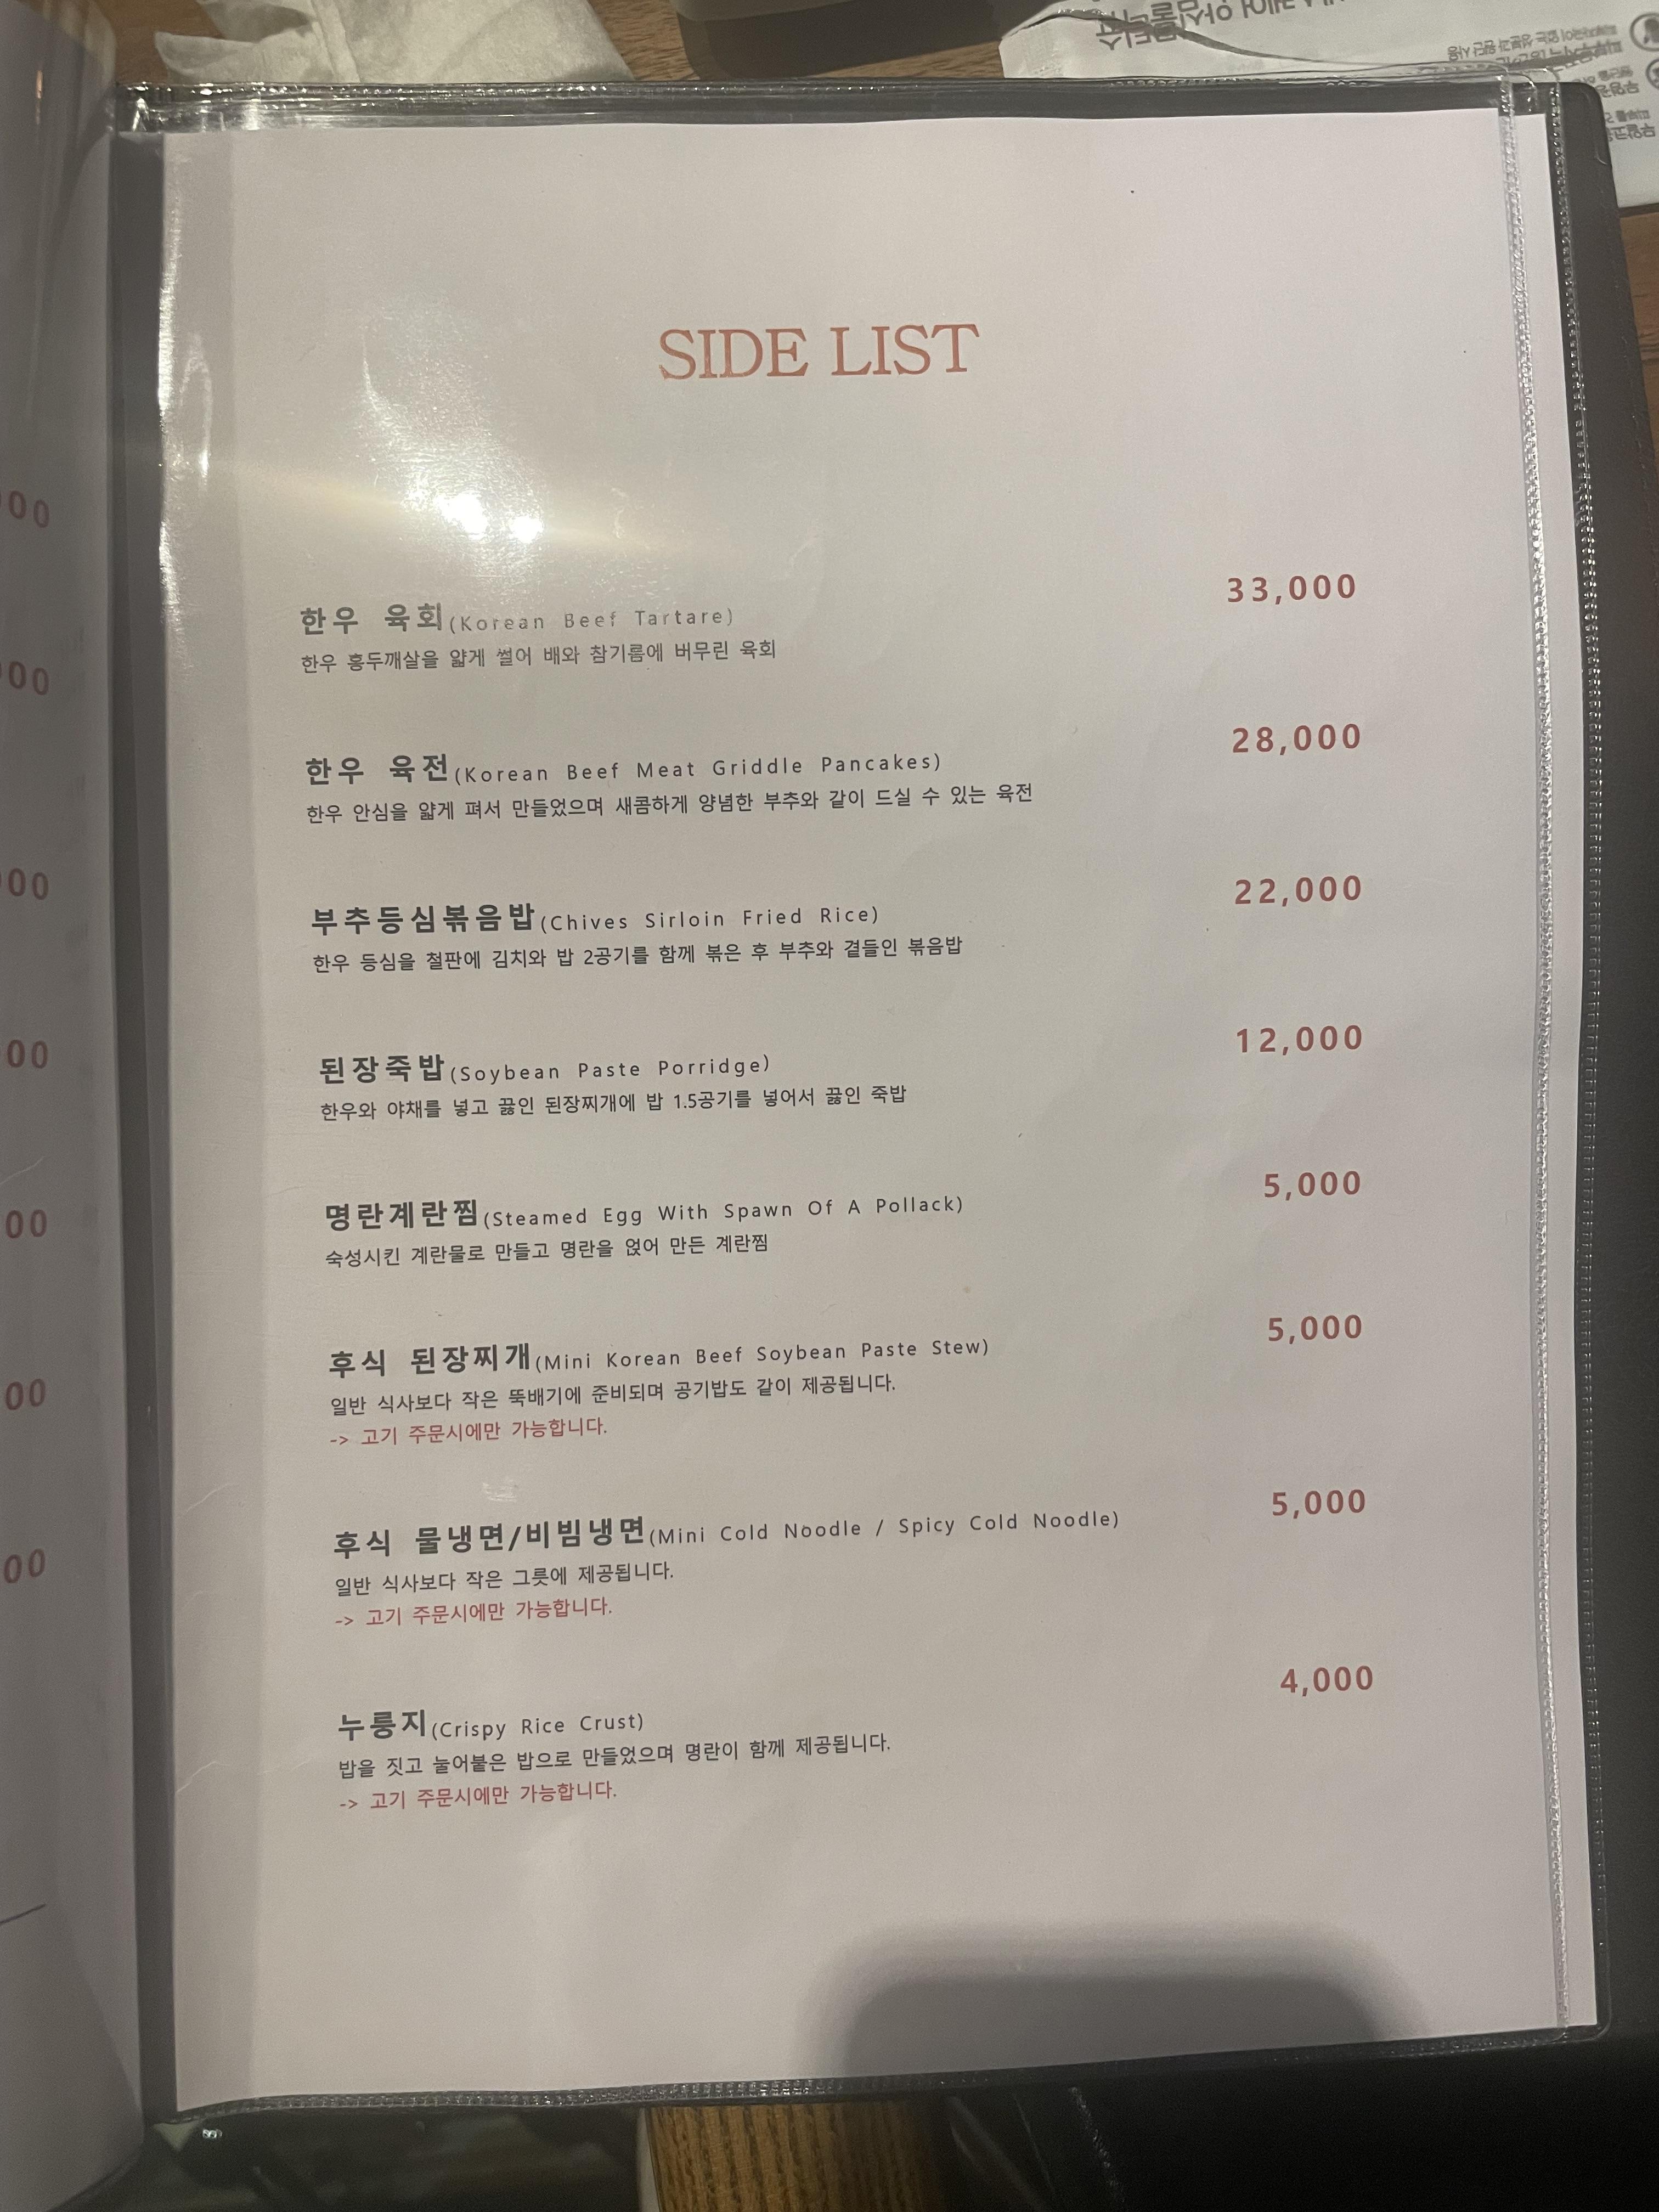 SIDE LIST
한우 육회(Korean Beef Tartare) 33,000
한우 홍두깨살을 얇게 썰어 배와 참기름에 버무린 육회
한우 육전(Korean Beef Meat Griddle Pancakes) 28,000
한우 안심을 얇게 펴서 만들었으며 새콤하게 양념한 부추와 같이 드실 수 있는 육전
부추등심볶음밥(Chives Sirloin Fried Rice) 22,000
한우 등심을 철판에 김치와 밥 2공기를 함께 볶은 후 부추와 곁들인 볶음밥
된장죽밥(Soybean Paste Porridge) 12,000
한우와 야채를 넣고 끓인 된장찌개에 밥 1.5공기를 넣어서 끓인 죽밥
명란계란찜(Steamed Egg With Spawn Of A Pollack) 5,000
숙성시킨 계란물로 만들고 명란을 얹어 만든 계란찜
후식 된장찌개(Mini Korean Beef Soybean Paste Stew) 5,000
일반 식사보다 작은 뚝배기에 준비되며 공기밥도 같이 제공됩니다.
-> 고기 주문시에만 가능합니다.
후식 물냉면/비빔냉면(Mini Cold Noodle / Spicy Cold Noodle) 5,000
일반 식사보다 작은 그릇에 제공됩니다.
-> 고기 주문시에만 가능합니다.
누룽지(Crispy Rice Crust) 4,000
밥을 짓고 눌어붙은 밥으로 만들었으며 명란이 함께 제공됩니다.
-> 고기 주문시에만 가능합니다.